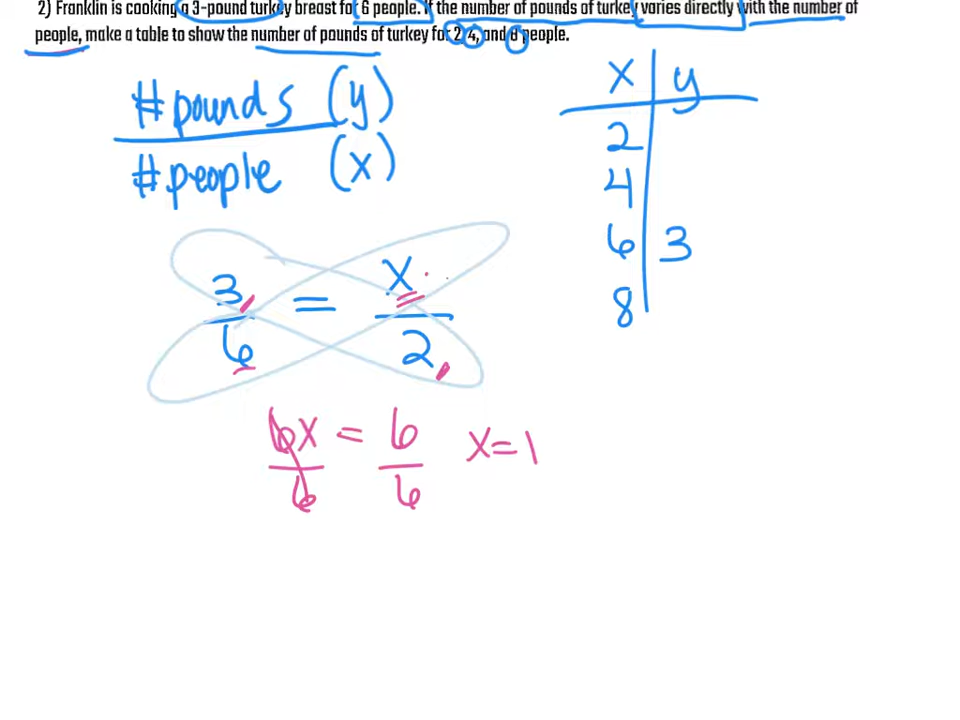 2) Franklin is cooking a 3-pound turkey breast for 6 people. If the number of pounds of turkey varies directly with the number of
people, make a table to show the number of pounds of turkey for 2, 4, and 8 people.
# pounds (y)
# people (x)
x y
2
4
6 3
8
3/6 = x/2
6x/6 = 6/6 x=1